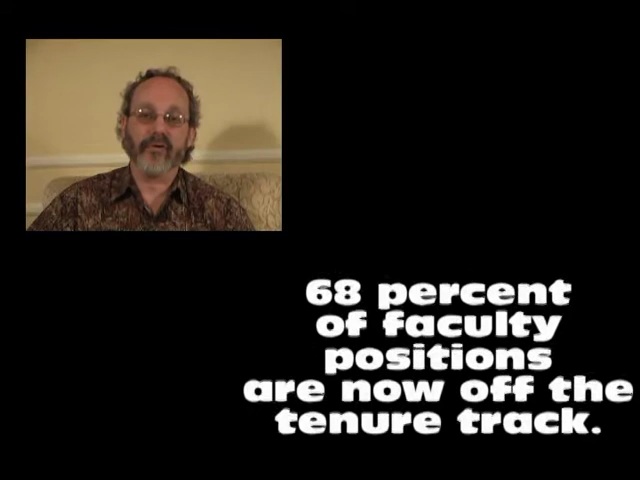 68 percent
of faculty
positions
are now off the
tenure track.